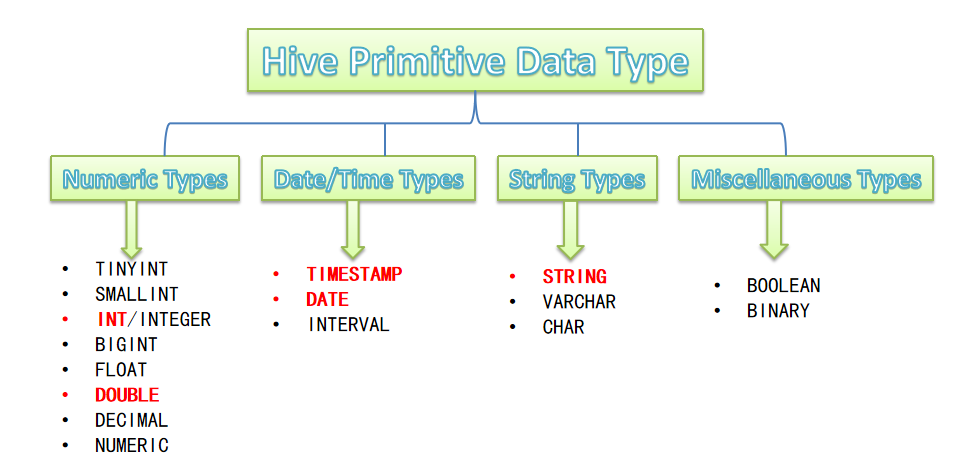 Hive Primitive Data Type
Numeric Types
Date/Time Types
String Types
Miscellaneous Types
• TINYINT
• SMALLINT
• INT/INTEGER
• BIGINT
• FLOAT
• DOUBLE
• DECIMAL
• NUMERIC
• TIMESTAMP
• DATE
• INTERVAL
• STRING
• VARCHAR
• CHAR
• BOOLEAN
• BINARY